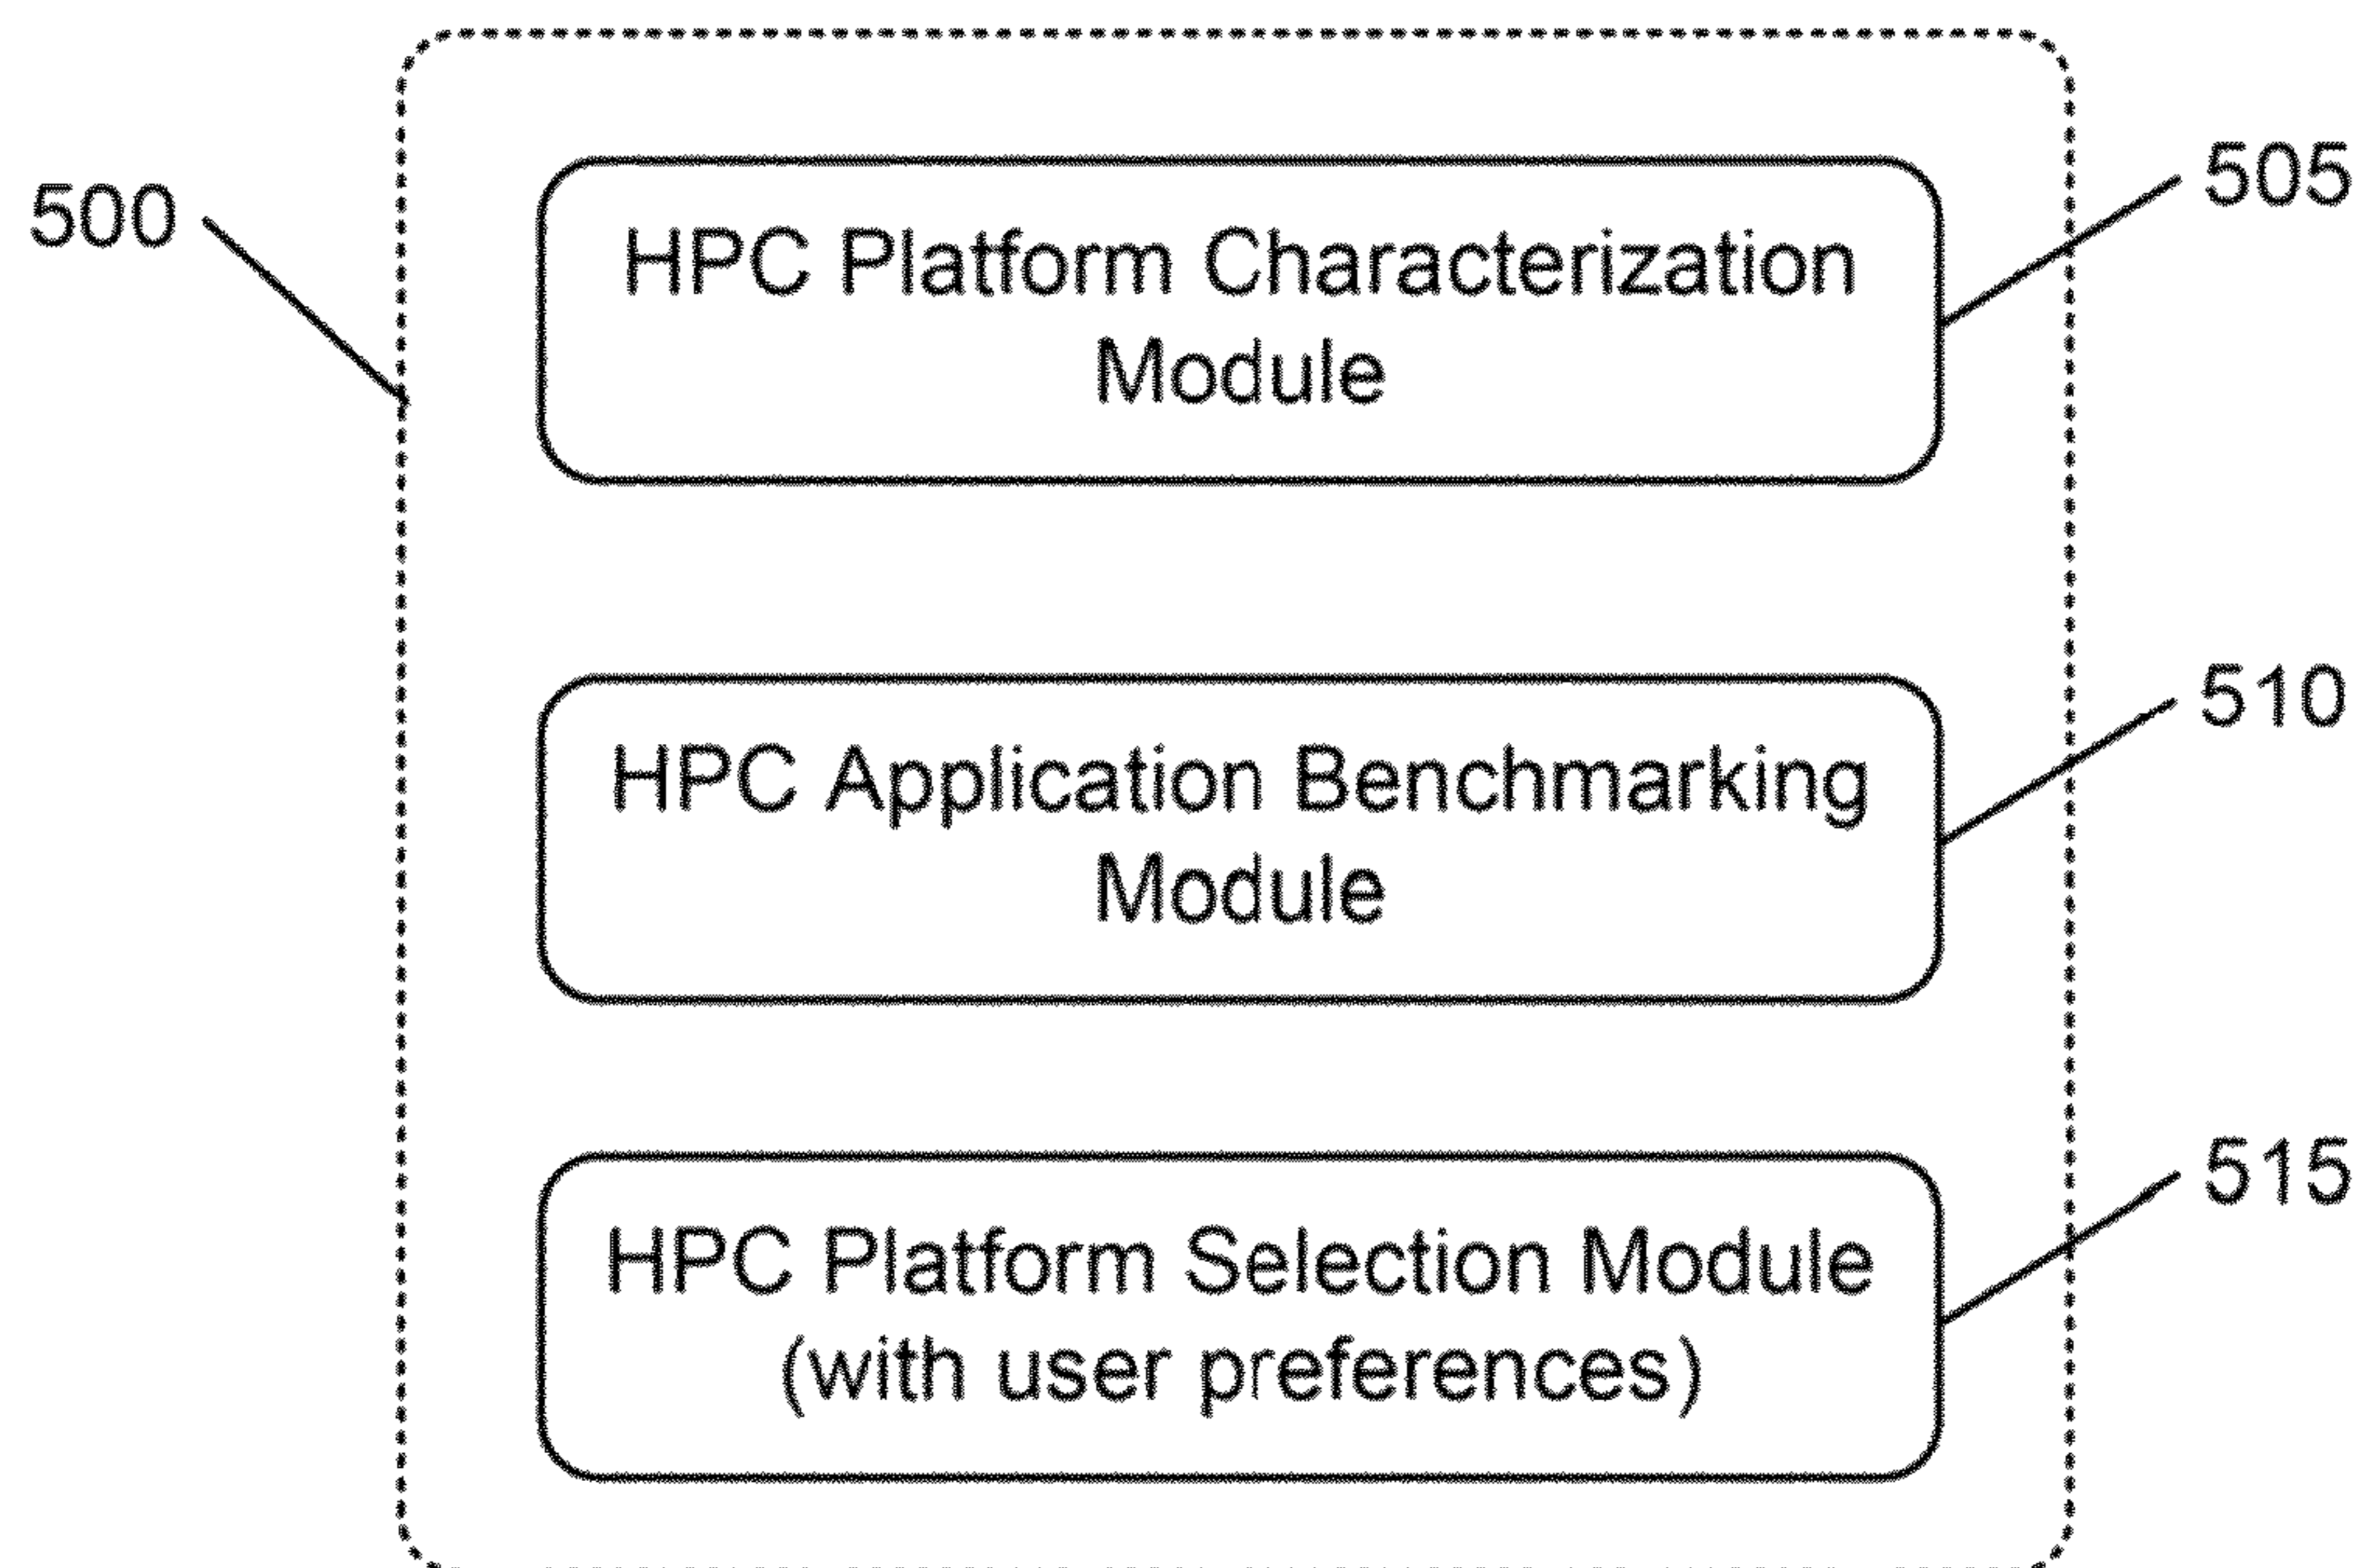 500
505
HPC Platform Characterization
Module
510
HPC Application Benchmarking
Module
515
HPC Platform Selection Module
(with user preferences)